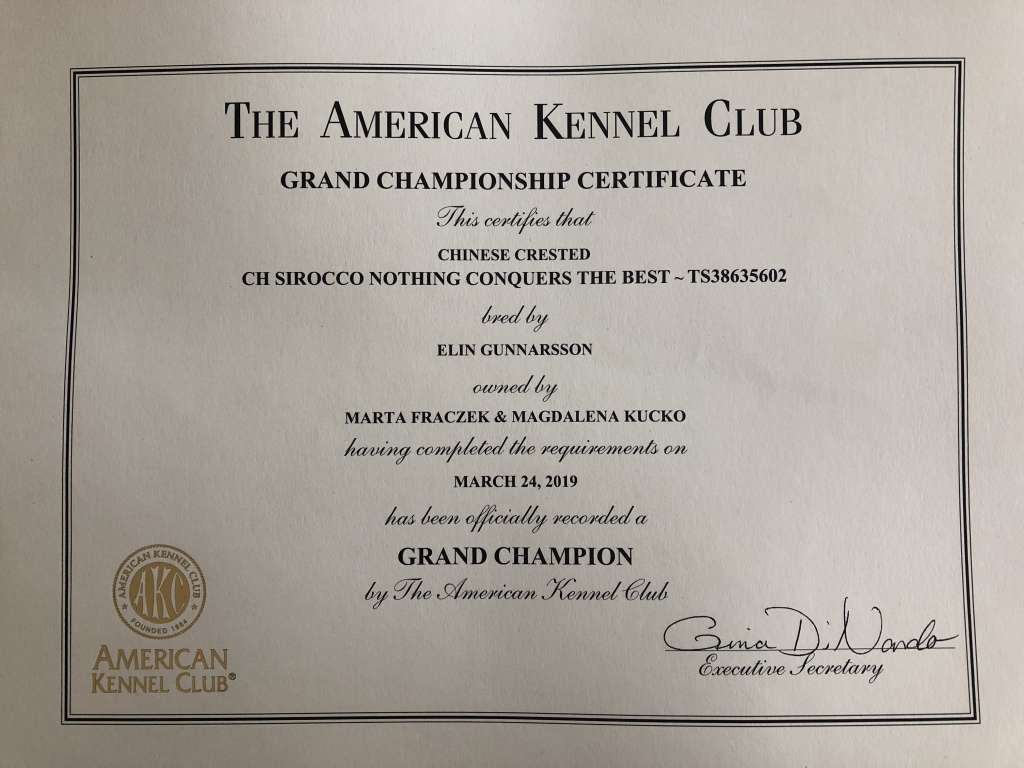 THE AMERICAN KENNEL CLUB
GRAND CHAMPIONSHIP CERTIFICATE
This certifies that
CHINESE CRESTED
CH SIROCCO NOTHING CONQUERS THE BEST ~ TS38635602
bred by
ELIN GUNNARSSON
owned by
MARTA FRACZEK & MAGDALENA KUCKO
having completed the requirements on
MARCH 24, 2019
has been officially recorded a
GRAND CHAMPION
by The American Kennel Club
AMERICAN KENNEL CLUB
AKC
FOUNDED 1884
AMERICAN
KENNEL CLUB®
Gina DiNardo
Executive Secretary